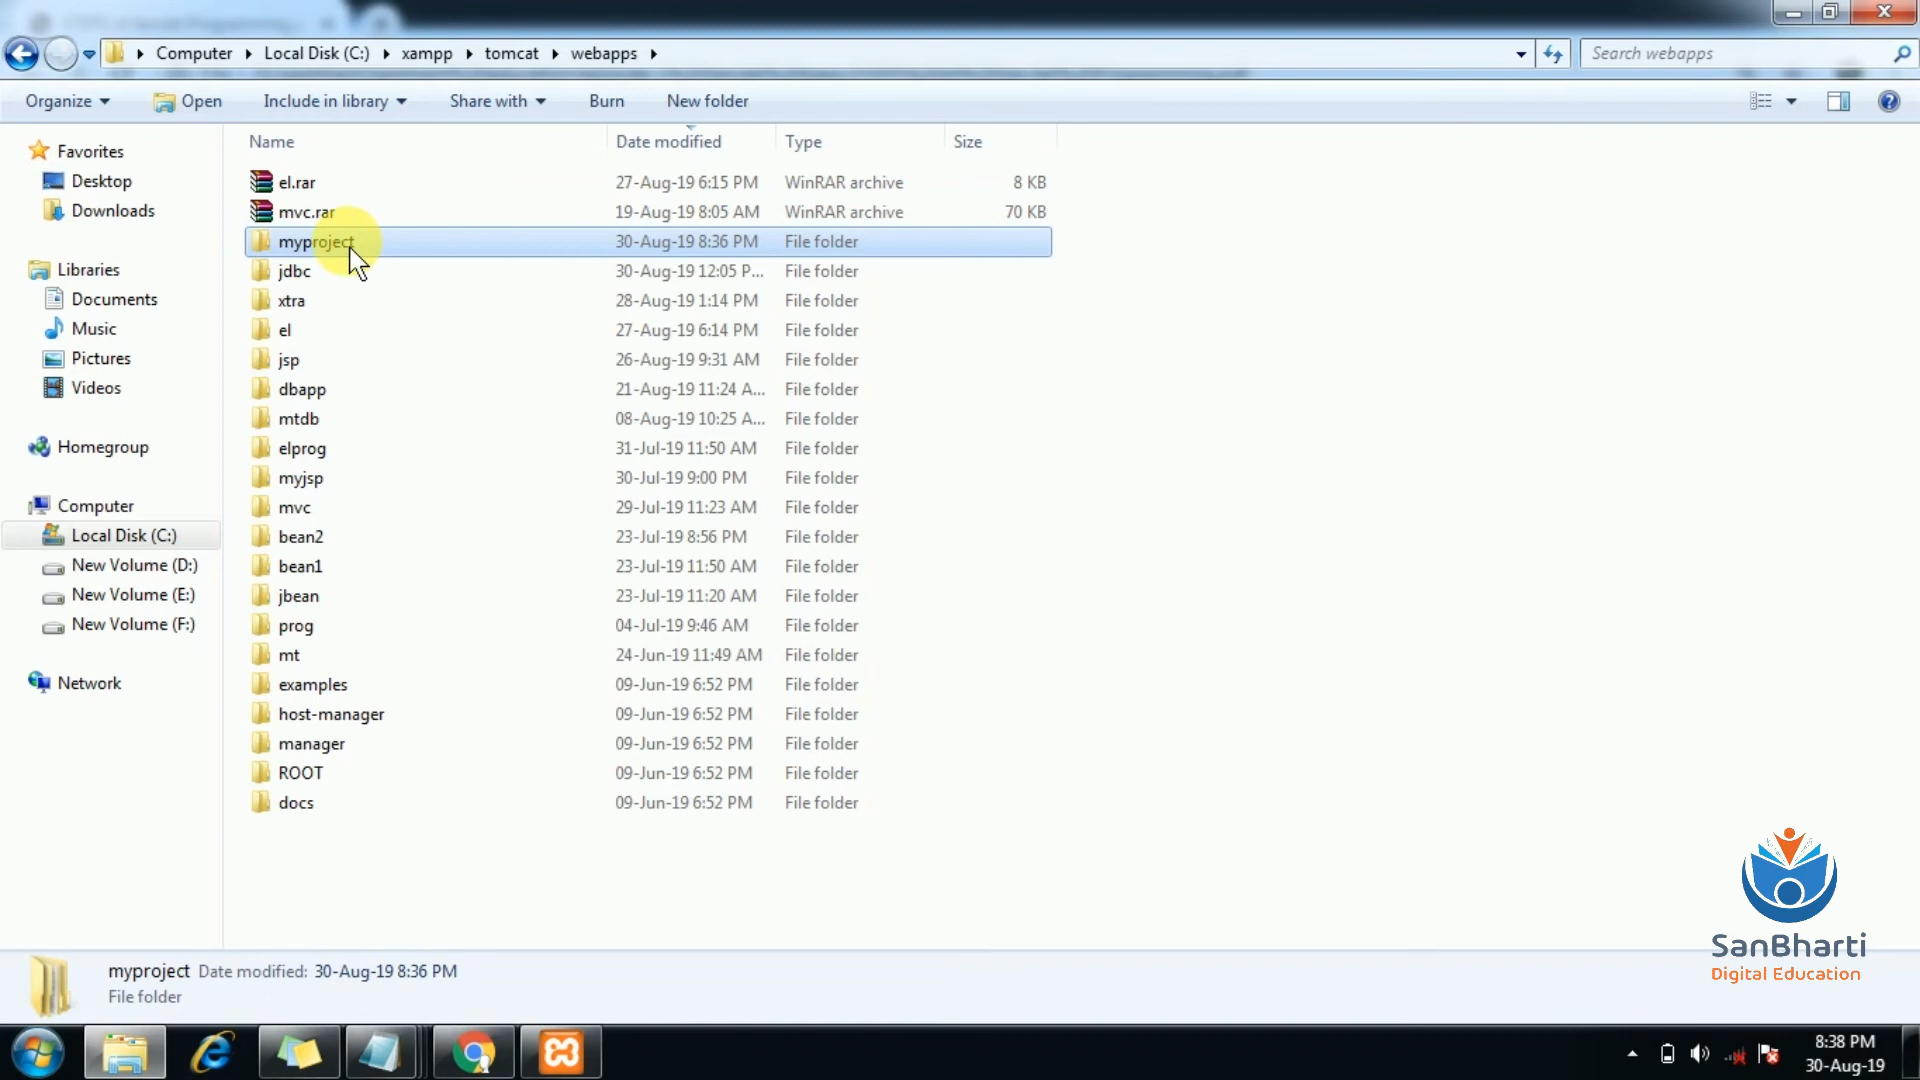 Computer Local Disk (C:) xampp tomcat webapps Search webapps
Organize Open Include in library Share with Burn New folder
Name Date modified Type Size
Favorites
Desktop
Downloads
Libraries
Documents
Music
Pictures
Videos
Homegroup
Computer
Local Disk (C:)
New Volume (D:)
New Volume (E:)
New Volume (F:)
Network
el.rar 27-Aug-19 6:15 PM WinRAR archive 8 KB
mvc.rar 19-Aug-19 8:05 AM WinRAR archive 70 KB
myproject 30-Aug-19 8:36 PM File folder
jdbc 30-Aug-19 12:05 P... File folder
xtra 28-Aug-19 1:14 PM File folder
el 27-Aug-19 6:14 PM File folder
jsp 26-Aug-19 9:31 AM File folder
dbapp 21-Aug-19 11:24 A... File folder
mtdb 08-Aug-19 10:25 A... File folder
elprog 31-Jul-19 11:50 AM File folder
myjsp 30-Jul-19 9:00 PM File folder
mvc 29-Jul-19 11:23 AM File folder
bean2 23-Jul-19 8:56 PM File folder
bean1 23-Jul-19 11:50 AM File folder
jbean 23-Jul-19 11:20 AM File folder
prog 04-Jul-19 9:46 AM File folder
mt 24-Jun-19 11:49 AM File folder
examples 09-Jun-19 6:52 PM File folder
host-manager 09-Jun-19 6:52 PM File folder
manager 09-Jun-19 6:52 PM File folder
ROOT 09-Jun-19 6:52 PM File folder
docs 09-Jun-19 6:52 PM File folder
SanBharti
Digital Education
myproject Date modified: 30-Aug-19 8:36 PM
File folder
8:38 PM
30-Aug-19